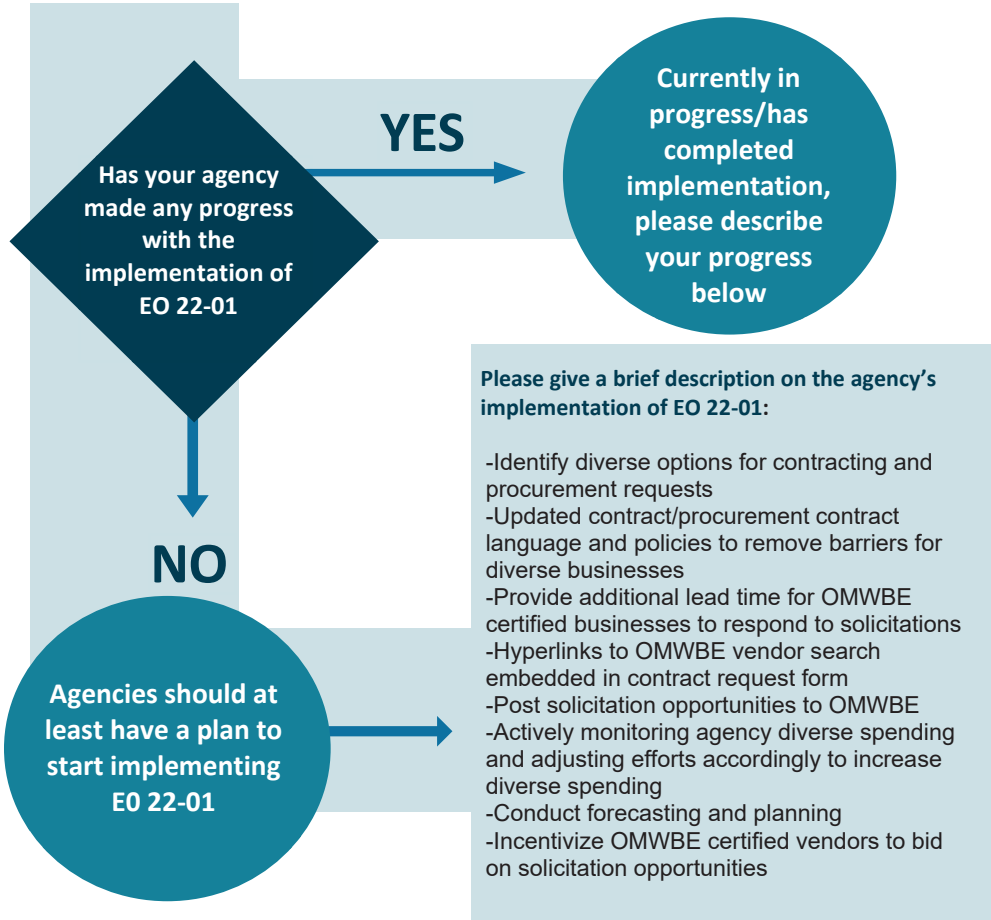 Has your agency
made any progress
with the
implementation of
EO 22-01
YES
Currently in
progress/has
completed
implementation,
please describe
your progress
below
NO
Agencies should at
least have a plan to
start implementing
E0 22-01
Please give a brief description on the agency’s
implementation of EO 22-01:
-Identify diverse options for contracting and
procurement requests
-Updated contract/procurement contract
language and policies to remove barriers for
diverse businesses
-Provide additional lead time for OMWBE
certified businesses to respond to solicitations
-Hyperlinks to OMWBE vendor search
embedded in contract request form
-Post solicitation opportunities to OMWBE
-Actively monitoring agency diverse spending
and adjusting efforts accordingly to increase
diverse spending
-Conduct forecasting and planning
-Incentivize OMWBE certified vendors to bid
on solicitation opportunities